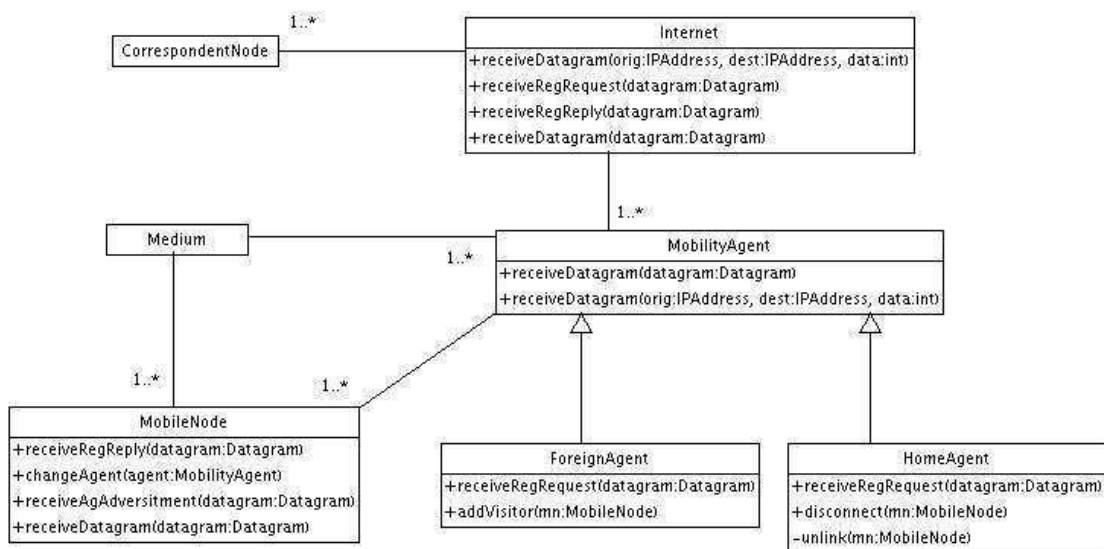 1..*
CorrespondentNode
Internet
+receiveDatagram(orig:IPAddress, dest:IPAddress, data:int)
+receiveRegRequest(datagram:Datagram)
+receiveRegReply(datagram:Datagram)
+receiveDatagram(datagram:Datagram)
1..*
Medium
1..*
MobilityAgent
+receiveDatagram(datagram:Datagram)
+receiveDatagram(orig:IPAddress, dest:IPAddress, data:int)
1..*
1..*
MobileNode
+receiveRegReply(datagram:Datagram)
+changeAgent(agent:MobilityAgent)
+receiveAgAdversitment(datagram:Datagram)
+receiveDatagram(datagram:Datagram)
ForeignAgent
+receiveRegRequest(datagram:Datagram)
+addVisitor(mn:MobileNode)
HomeAgent
+receiveRegRequest(datagram:Datagram)
+disconnect(mn:MobileNode)
-unlink(mn:MobileNode)